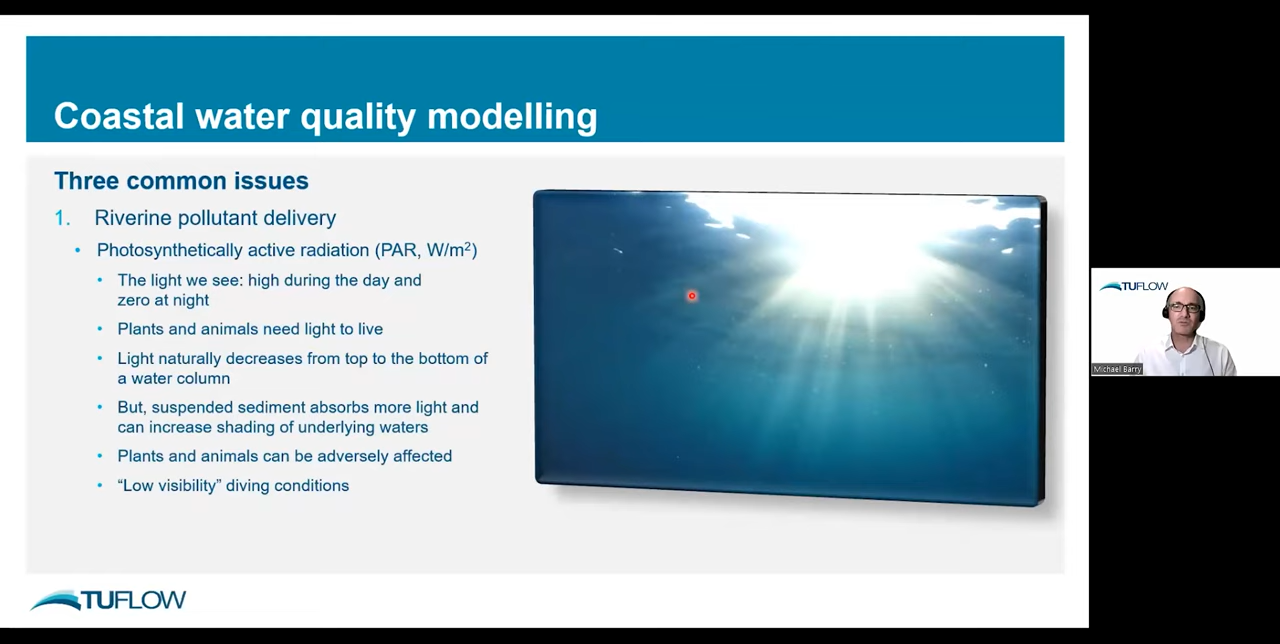 Coastal water quality modelling
Three common issues
1. Riverine pollutant delivery
• Photosynthetically active radiation (PAR, W/m²)
• The light we see: high during the day and
zero at night
• Plants and animals need light to live
• Light naturally decreases from top to the bottom of
a water column
• But, suspended sediment absorbs more light and
can increase shading of underlying waters
• Plants and animals can be adversely affected
• “Low visibility” diving conditions
TUFLOW
TUFLOW
Michael Barry